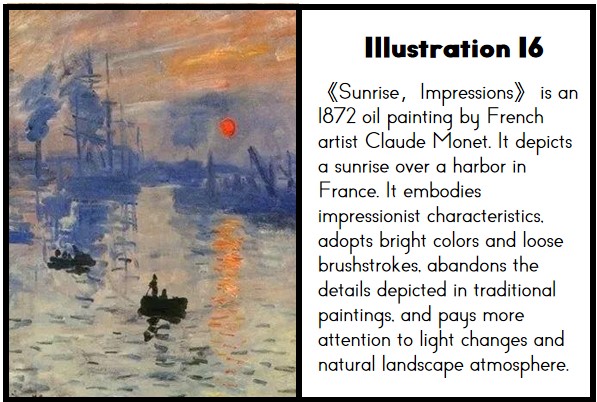 Illustration 16
《Sunrise, Impressions》 is an
1872 oil painting by French
artist Claude Monet. It depicts
a sunrise over a harbor in
France. It embodies
impressionist characteristics,
adopts bright colors and loose
brushstrokes, abandons the
details depicted in traditional
paintings, and pays more
attention to light changes and
natural landscape atmosphere.